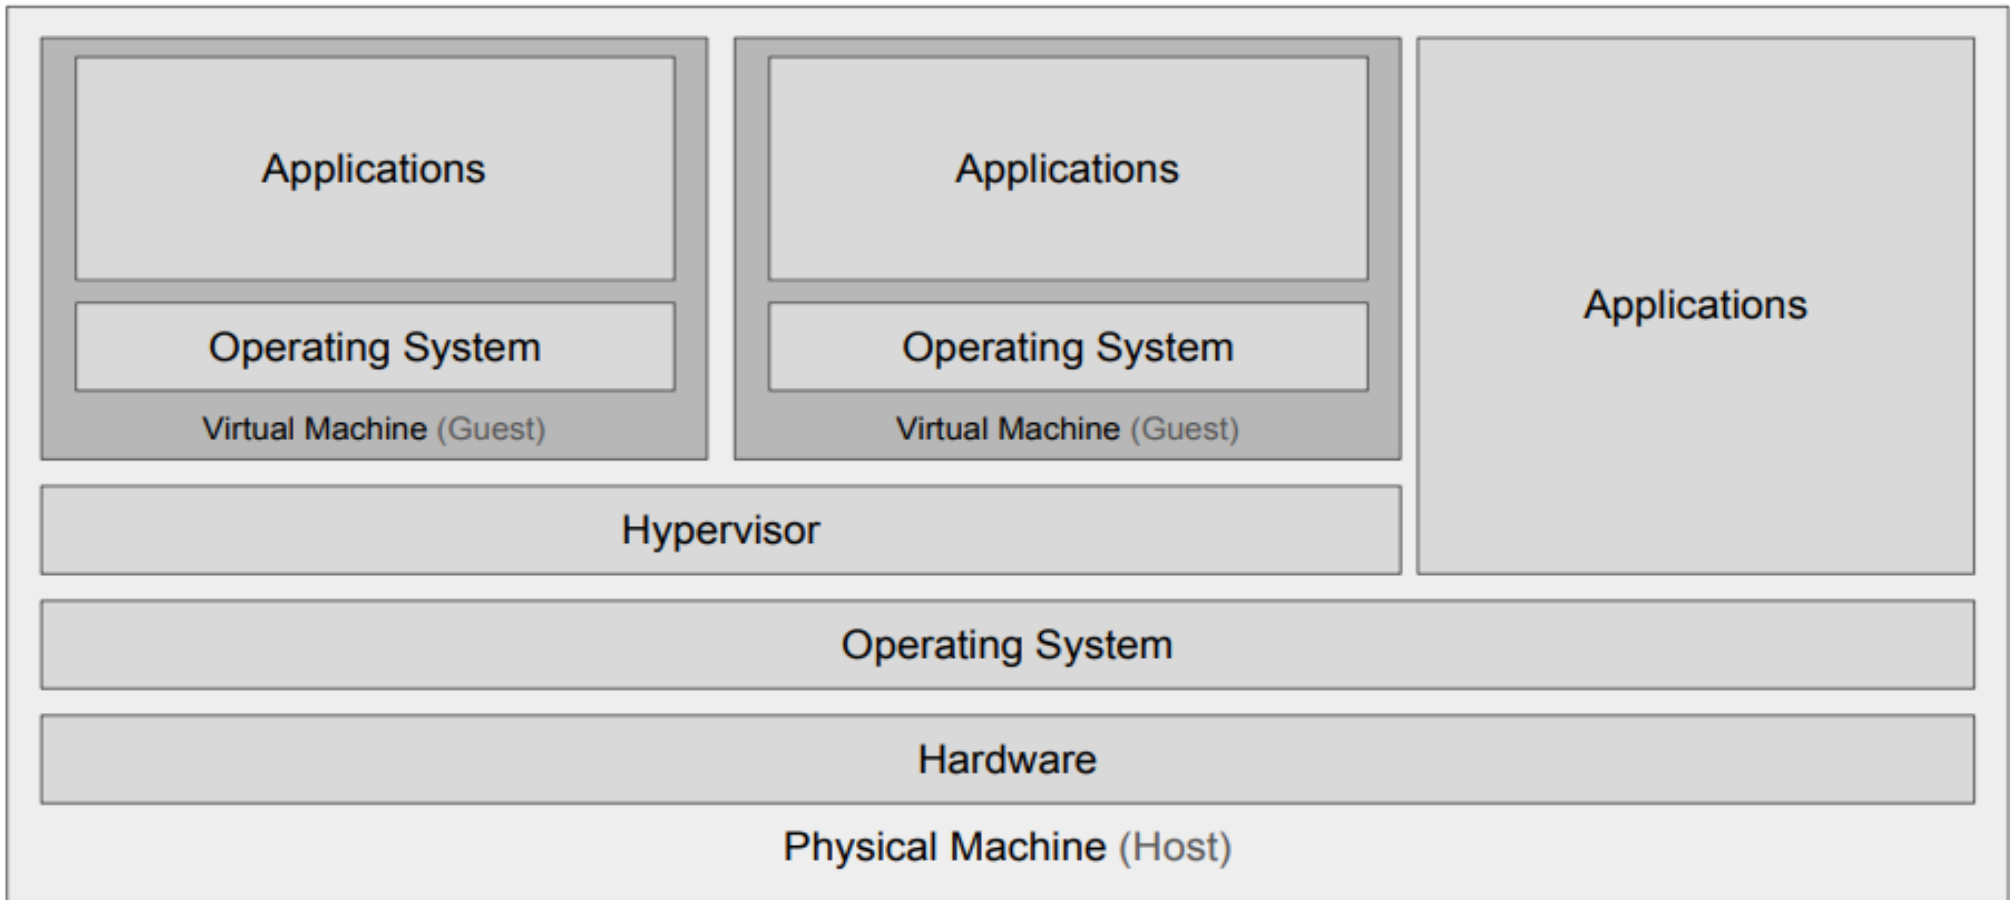 Applications
Operating System
Virtual Machine (Guest)
Applications
Operating System
Virtual Machine (Guest)
Applications
Hypervisor
Operating System
Hardware
Physical Machine (Host)